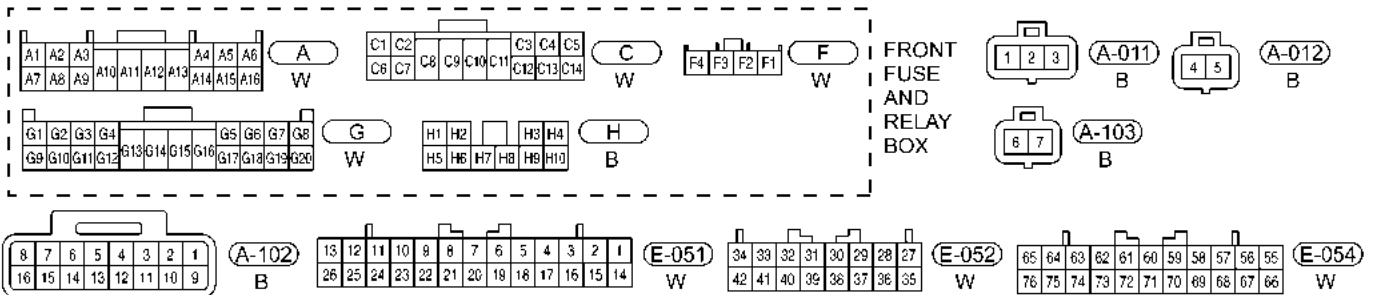 A1 A2 A3 A4 A5 A6
A10 A11 A12 A13
A7 A8 A9 A14 A15 A16
A
W
C1 C2 C3 C4 C5
C8 C9 C10 C11
C6 C7 C12 C13 C14
C
W
F4 F3 F2 F1
F
W
G1 G2 G3 G4 G5 G6 G7 G8
G13 G14 G15 G16
G9 G10 G11 G12 G17 G18 G19 G20
G
W
H1 H2 H3 H4
H5 H6 H7 H8 H9 H10
H
B
FRONT
FUSE
AND
RELAY
BOX
1 2 3
A-011
B
4 5
A-012
B
6 7
A-103
B
8 7 6 5 4 3 2 1
16 15 14 13 12 11 10 9
A-102
B
13 12 11 10 9 8 7 6 5 4 3 2 1
26 25 24 23 22 21 20 19 18 17 16 15 14
E-051
W
34 33 32 31 30 29 28 27
42 41 40 39 38 37 36 35
E-052
W
65 64 63 62 61 60 59 58 57 56 55
76 75 74 73 72 71 70 69 68 67 66
E-054
W